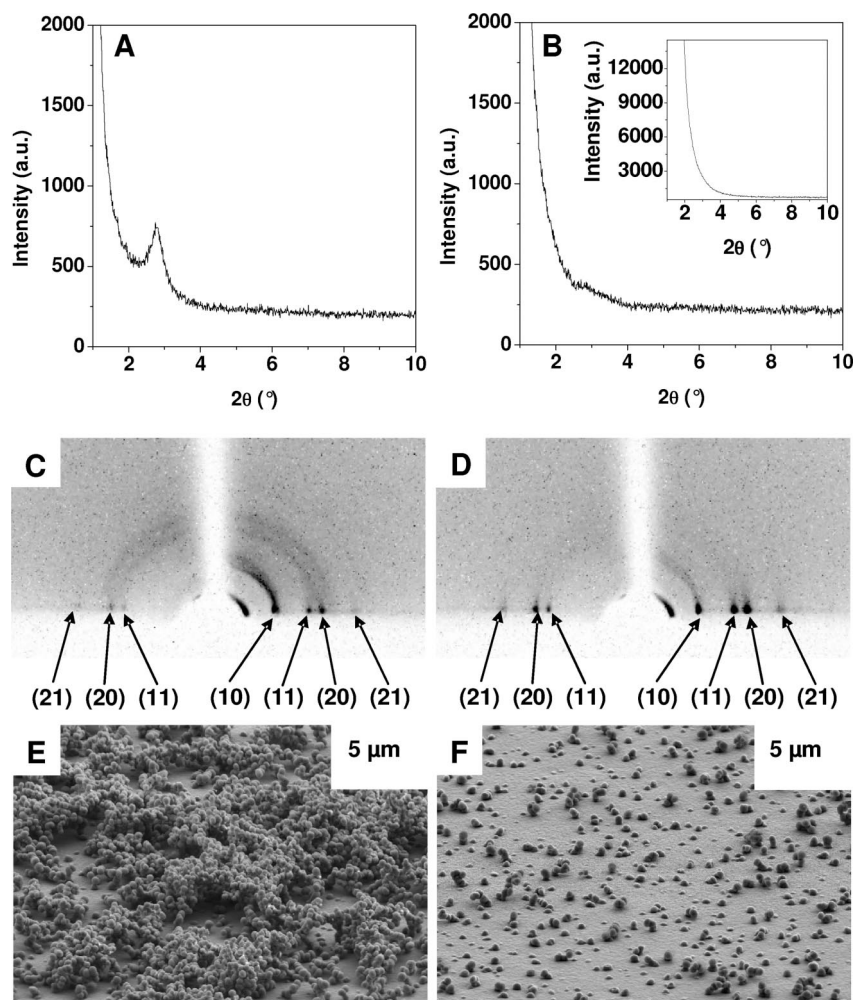 A
Intensity (a.u.)
2000
1500
1000
500
0
2 4 6 8 10
2θ (°)
B
Intensity (a.u.)
2000
1500
1000
500
0
2 4 6 8 10
2θ (°)
Intensity (a.u.)
12000
9000
6000
3000
2 4 6 8 10
2θ (°)
C
(21) (20) (11) (10) (11) (20) (21)
D
(21) (20) (11) (10) (11) (20) (21)
E
5 μm
F
5 μm